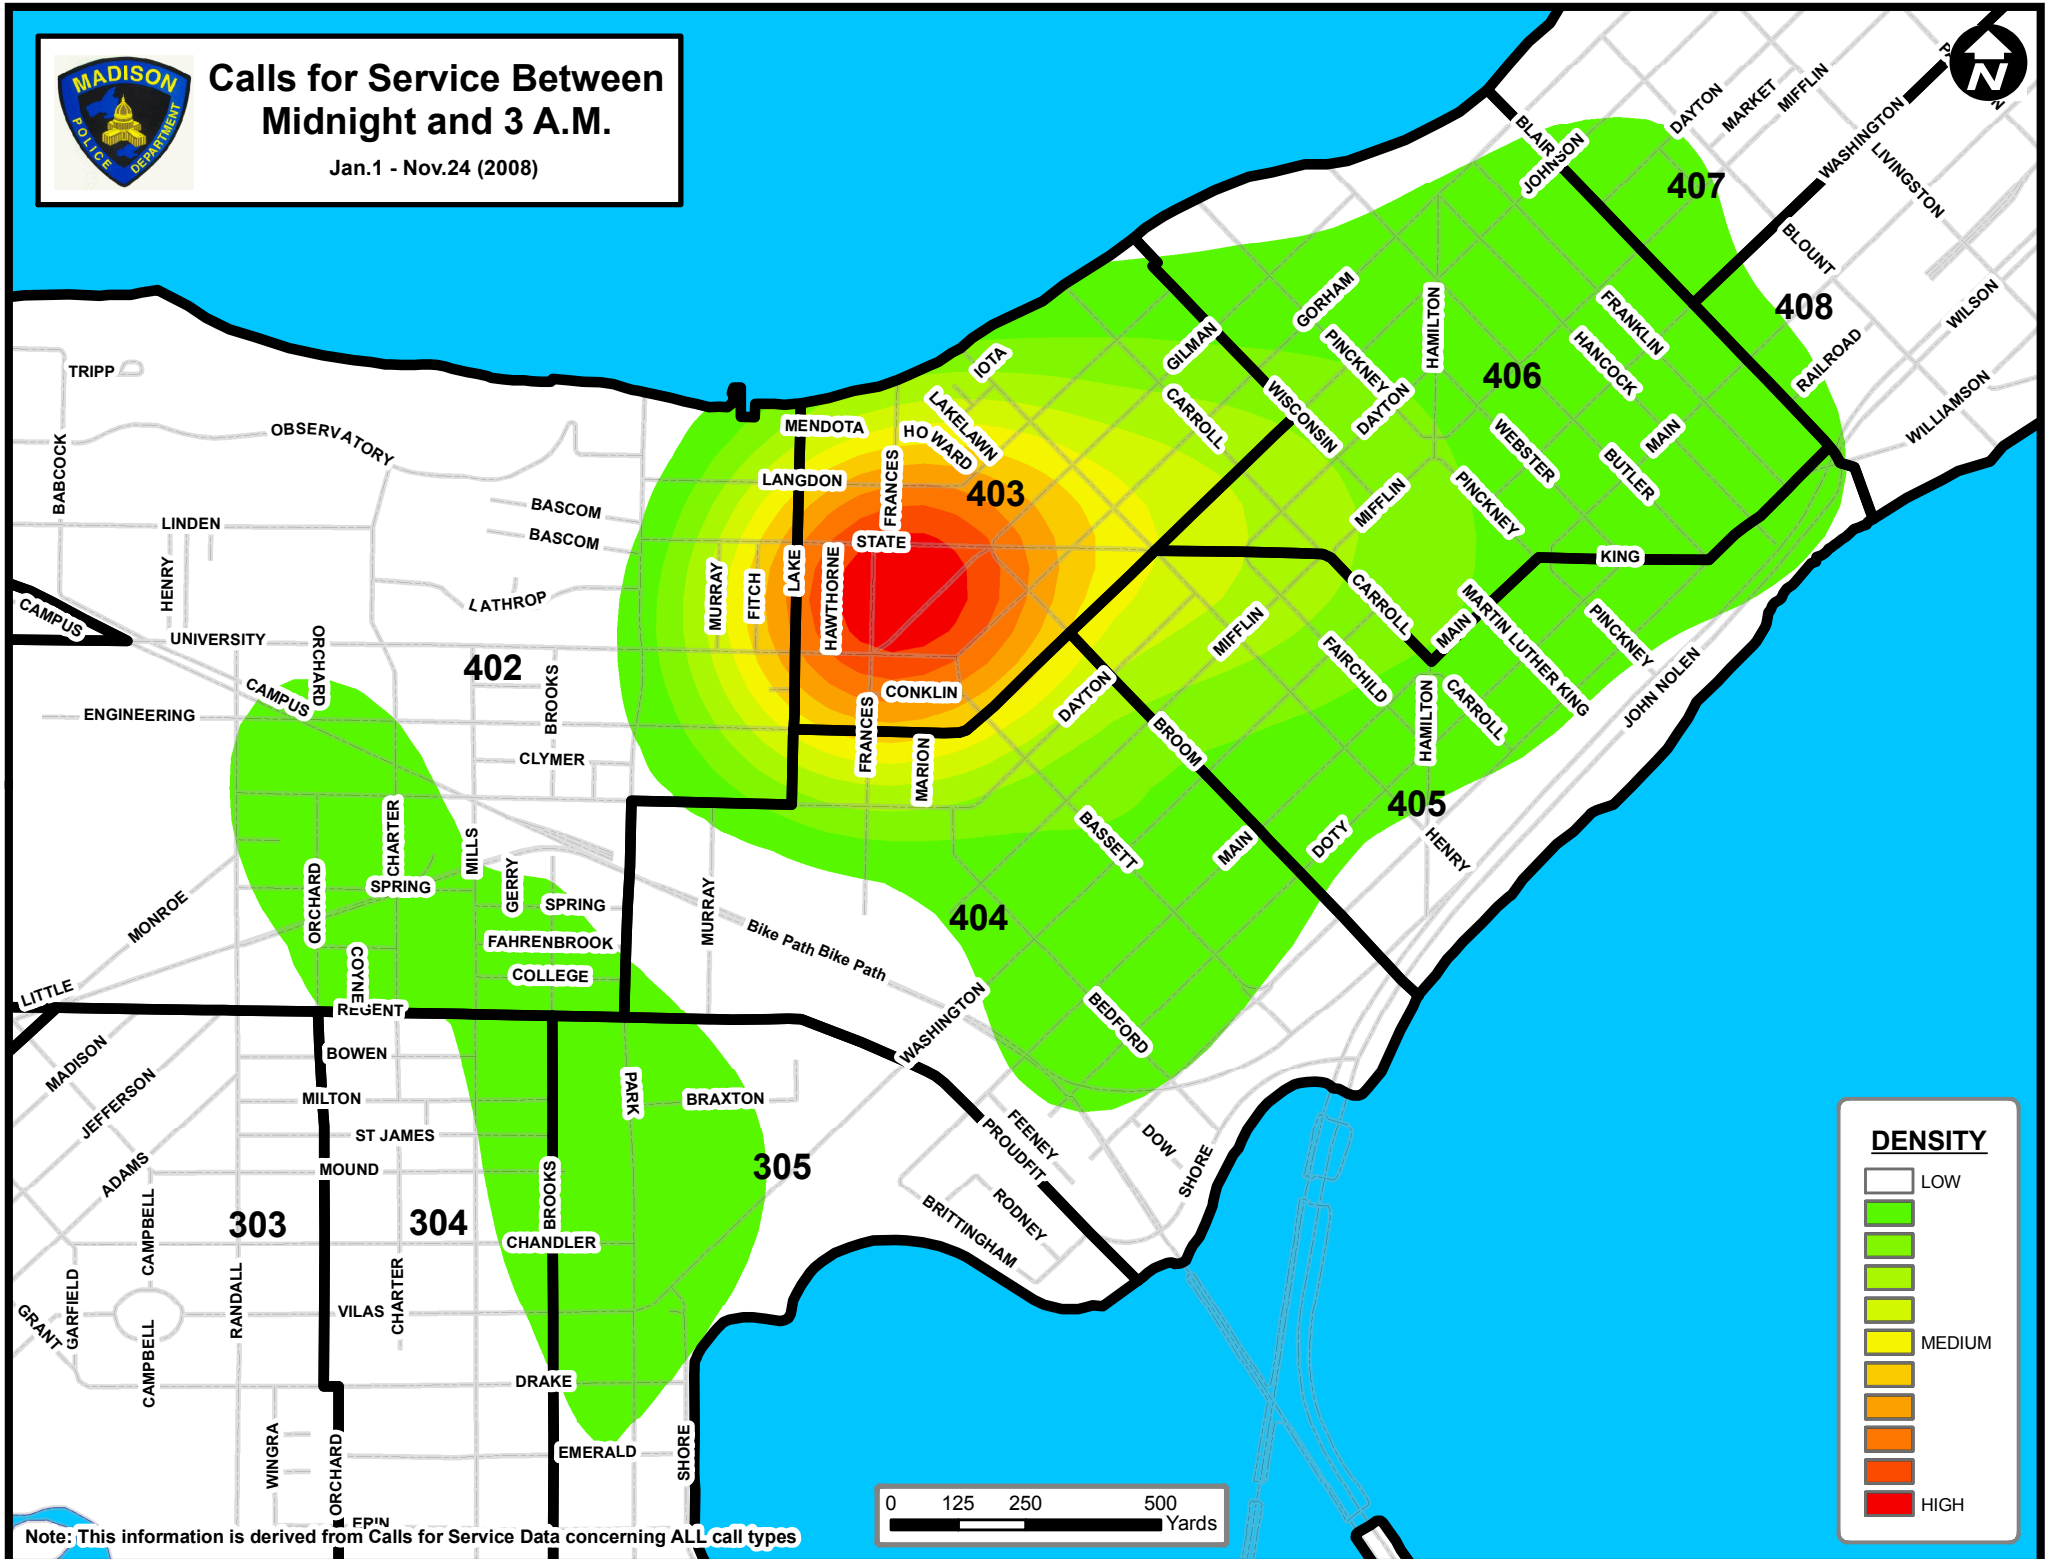 MADISON
POLICE
DEPARTMENT
Calls for Service Between
Midnight and 3 A.M.
Jan.1 - Nov.24 (2008)
N
BLAIR
JOHNSON
DAYTON
MARKET
MIFFLIN
WASHINGTON
LIVINGSTON
407
BLOUNT
408
WILSON
RAILROAD
WILLIAMSON
GORHAM
HAMILTON
FRANKLIN
HANCOCK
PINCKNEY
DAYTON
406
GILMAN
IOTA
CARROLL
WISCONSIN
WEBSTER
MAIN
BUTLER
PINCKNEY
MIFFLIN
KING
TRIPP
OBSERVATORY
BABCOCK
MENDOTA
LAKELAWN
HOWARD
LANGDON
FRANCES
403
BASCOM
BASCOM
LINDEN
STATE
HENRY
LATHROP
MURRAY
FITCH
LAKE
HAWTHORNE
CAMPUS
UNIVERSITY
ORCHARD
402
CAMPUS
BROOKS
ENGINEERING
CLYMER
CONKLIN
FRANCES
MARION
DAYTON
MIFFLIN
CARROLL
FAIRCHILD
MAIN
MARTIN LUTHER KING
PINCKNEY
HAMILTON
CARROLL
JOHN NOLEN
BROOM
405
BASSETT
MAIN
DOTY
HENRY
CHARTER
MILLS
ORCHARD
SPRING
GERRY
SPRING
FAHRENBROOK
COLLEGE
COYNE
REGENT
MONROE
LITTLE
MURRAY
Bike Path Bike Path
404
WASHINGTON
BEDFORD
MADISON
JEFFERSON
ADAMS
BOWEN
MILTON
ST JAMES
MOUND
PARK
BRAXTON
305
FEENEY
PROUDFIT
DOW
SHORE
RODNEY
BRITTINGHAM
303
304
BROOKS
CHANDLER
CAMPBELL
GARFIELD
GRANT
CAMPBELL
RANDALL
VILAS
CHARTER
DRAKE
WINGRA
ORCHARD
EMERALD
SHORE
ERIN
DENSITY
LOW
MEDIUM
HIGH
0 125 250 500
Yards
Note: This information is derived from Calls for Service Data concerning ALL call types